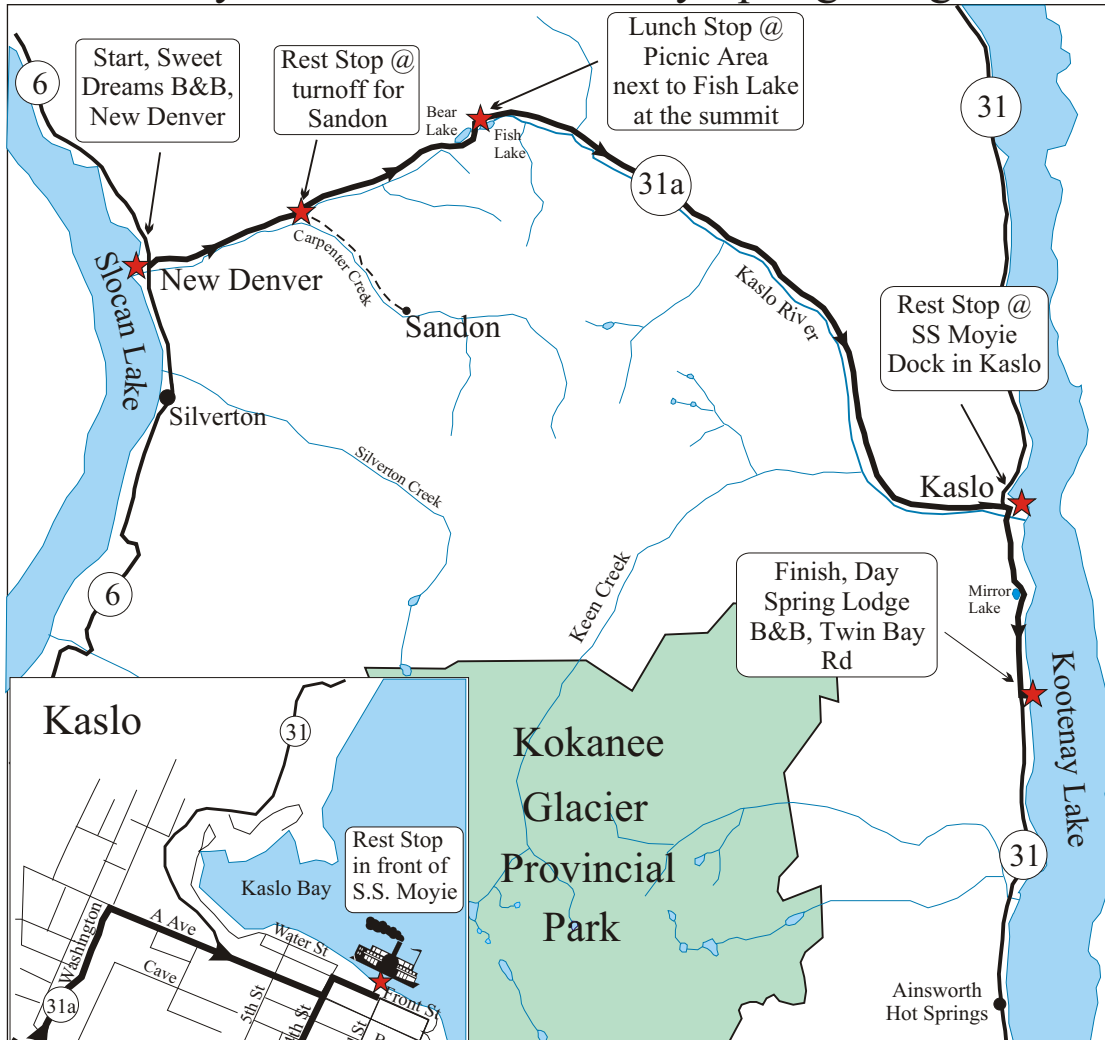 6
Start, Sweet
Dreams B&B,
New Denver
Rest Stop @
turnoff for
Sandon
Lunch Stop @
Picnic Area
next to Fish Lake
at the summit
31
Bear
Lake
Fish
Lake
31a
Slocan Lake
New Denver
Carpenter Creek
Sandon
Kaslo River
Rest Stop @
SS Moyie
Dock in Kaslo
Silverton
Silverton Creek
Kaslo
6
Keen Creek
Finish, Day
Spring Lodge
B&B, Twin Bay
Rd
Mirror
Lake
Kootenay Lake
Kokanee
Glacier
Provincial
Park
31
Ainsworth
Hot Springs
Kaslo
31
Rest Stop
in front of
S.S. Moyie
Kaslo Bay
Washington
A Ave
Water St
Cave
Front St
5th St
31a